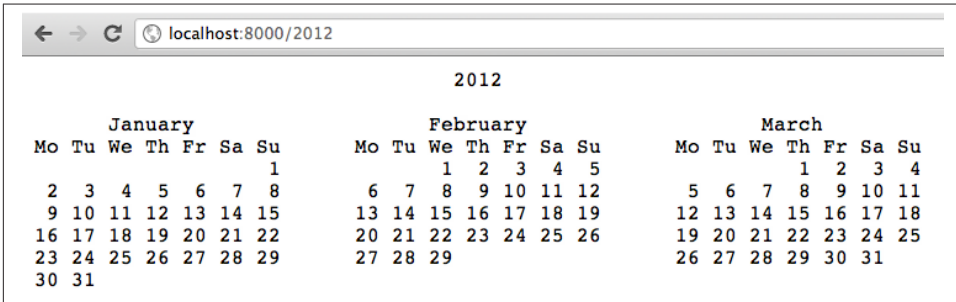 localhost:8000/2012
2012
January February March
Mo Tu We Th Fr Sa Su Mo Tu We Th Fr Sa Su Mo Tu We Th Fr Sa Su
1 1 2 3 4 5 1 2 3 4
2 3 4 5 6 7 8 6 7 8 9 10 11 12 5 6 7 8 9 10 11
9 10 11 12 13 14 15 13 14 15 16 17 18 19 12 13 14 15 16 17 18
16 17 18 19 20 21 22 20 21 22 23 24 25 26 19 20 21 22 23 24 25
23 24 25 26 27 28 29 27 28 29 26 27 28 29 30 31
30 31